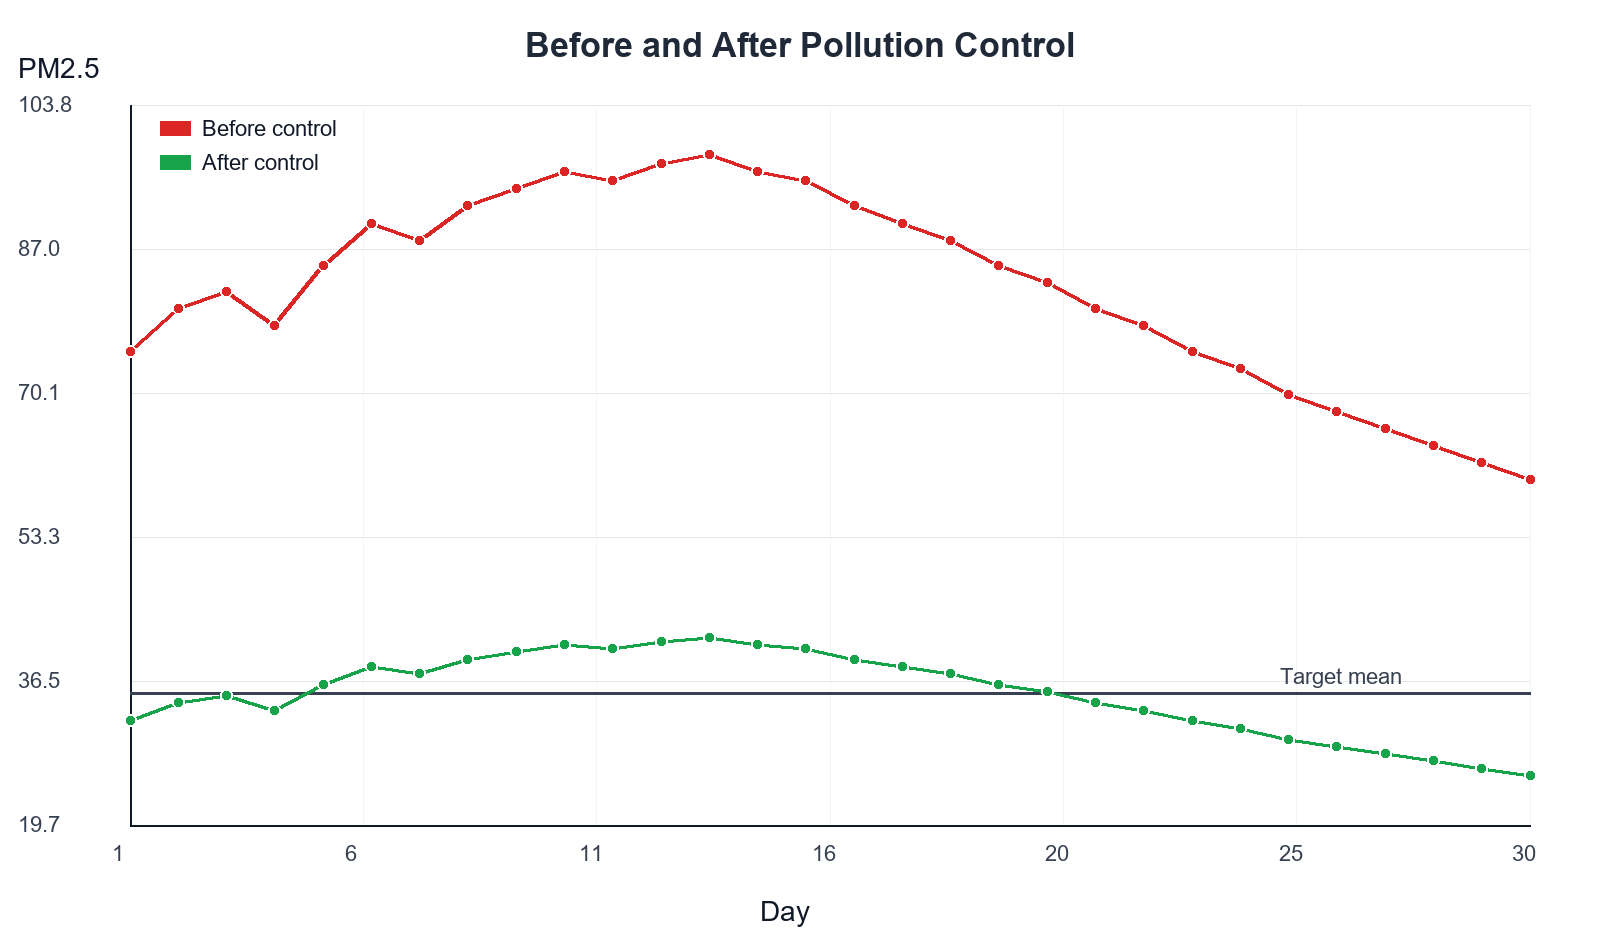 Before and After Pollution Control
PM2.5
103.8
Before control
After control
87.0
70.1
53.3
36.5
Target mean
19.7
1 6 11 16 20 25 30
Day